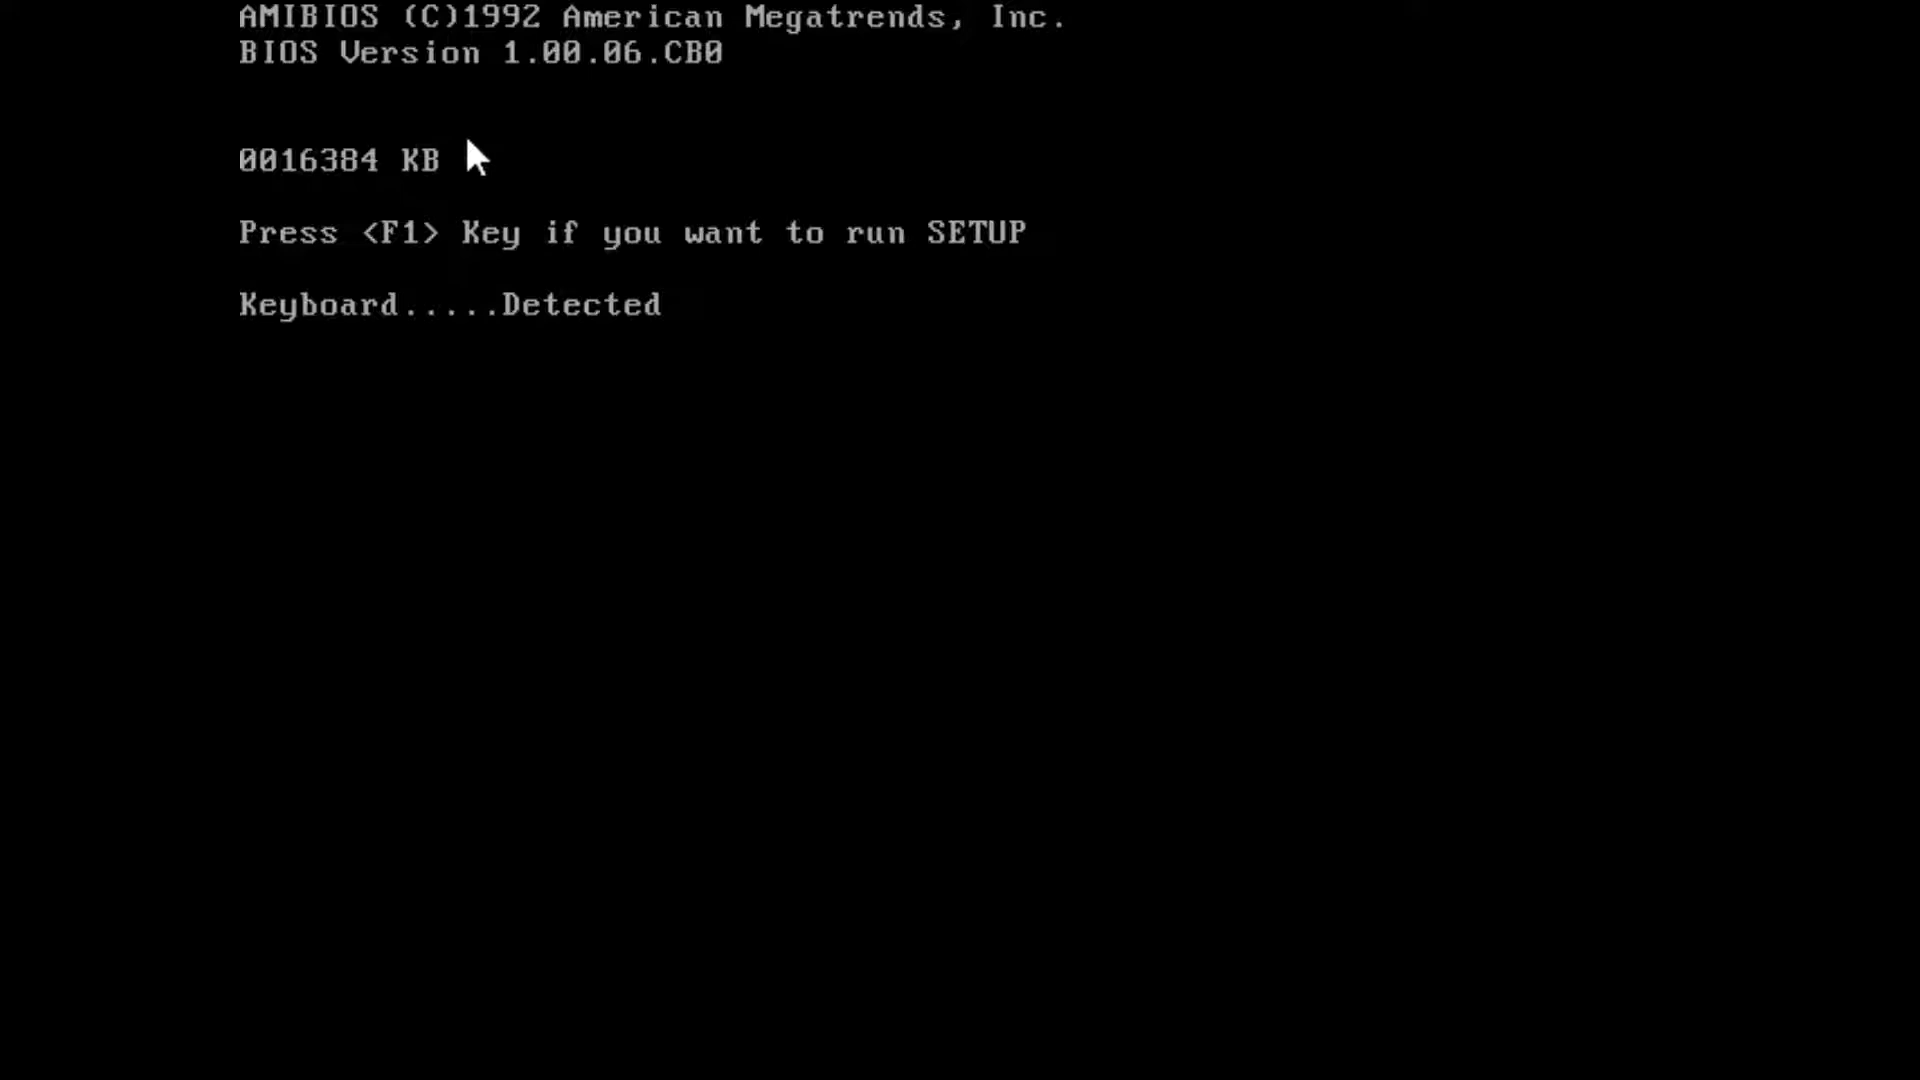 AMIBIOS (C)1992 American Megatrends, Inc.
BIOS Version 1.00.06.CB0
0016384 KB
Press <F1> Key if you want to run SETUP
Keyboard.....Detected